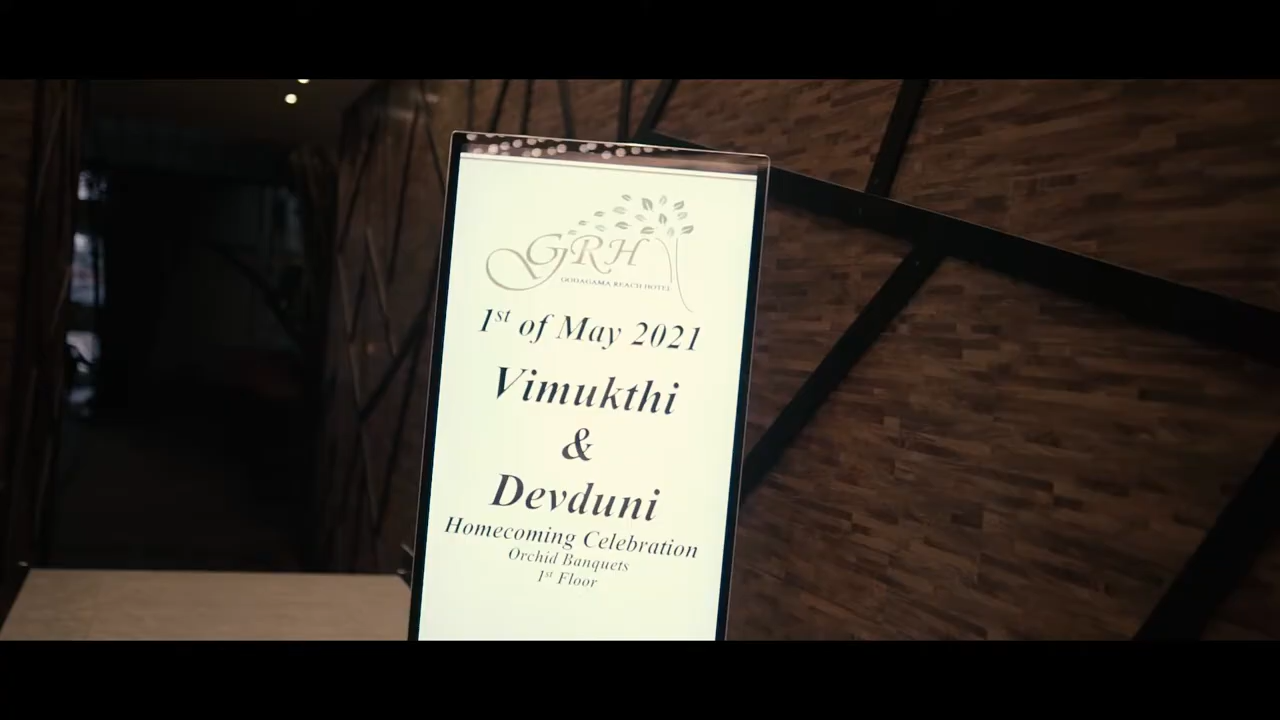 GRH
GODAGAMA REACH HOTEL
1st of May 2021
Vimukthi
&
Devduni
Homecoming Celebration
Orchid Banquets
1st Floor